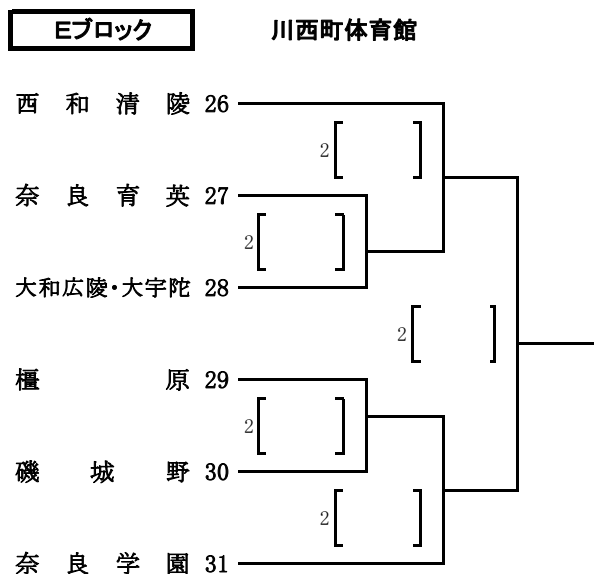 Eブロック 川西町体育館
西和清陵 26
2
奈良育英 27
2
大和広陵・大宇陀 28
2
橿原 29
2
磯城野 30
2
奈良学園 31